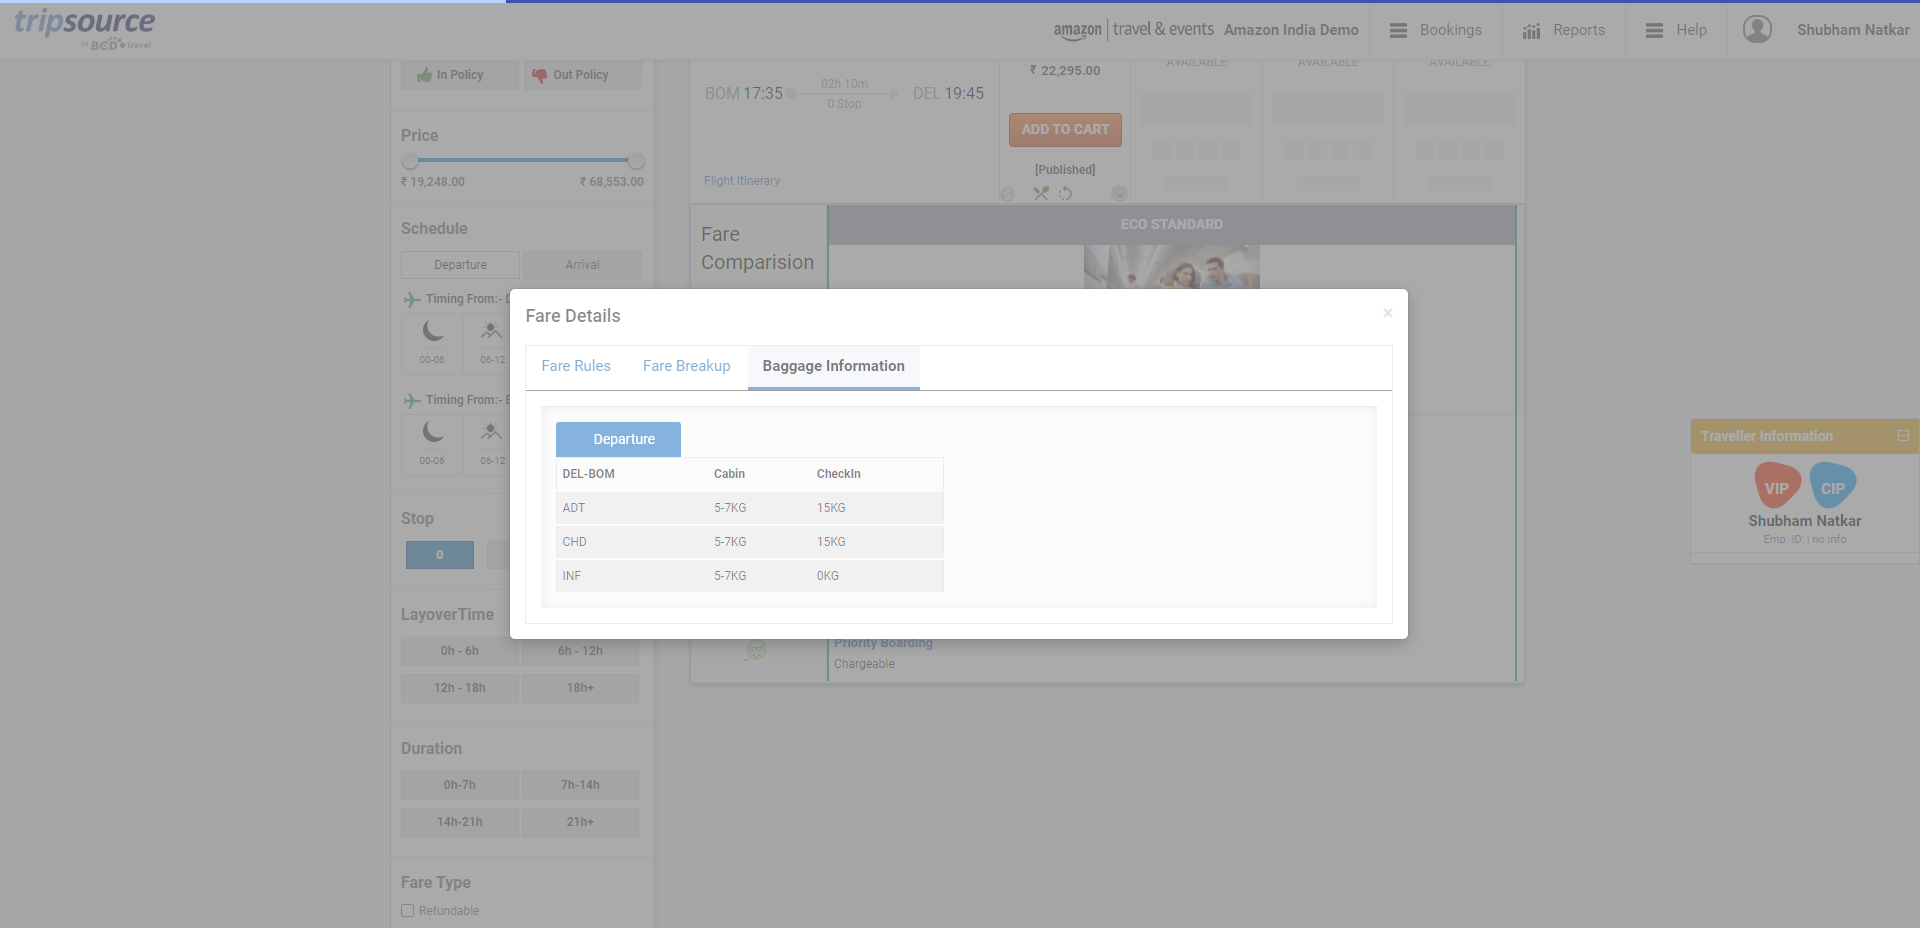 tripsource
by BCD travel
amazon | travel & events Amazon India Demo
Bookings
Reports
Help
Shubham Natkar
In Policy
Out Policy
Price
₹ 19,248.00 ₹ 68,553.00
Schedule
Departure Arrival
Timing From:-
00-06 06-12
Timing From:-
00-06 06-12
Stop
0
LayoverTime
0h - 6h 6h - 12h
12h - 18h 18h+
Duration
0h-7h 7h-14h
14h-21h 21h+
Fare Type
Refundable
BOM 17:35
02h 10m
0 Stop
DEL 19:45
Flight Itinerary
₹ 22,295.00
ADD TO CART
[Published]
AVAILABLE AVAILABLE AVAILABLE
Fare
Comparision
ECO STANDARD
Fare Details
×
Fare Rules Fare Breakup Baggage Information
Departure
DEL-BOM Cabin CheckIn
ADT 5-7KG 15KG
CHD 5-7KG 15KG
INF 5-7KG 0KG
Priority Boarding
Chargeable
Traveller Information
VIP CIP
Shubham Natkar
Emp. ID: | no Info